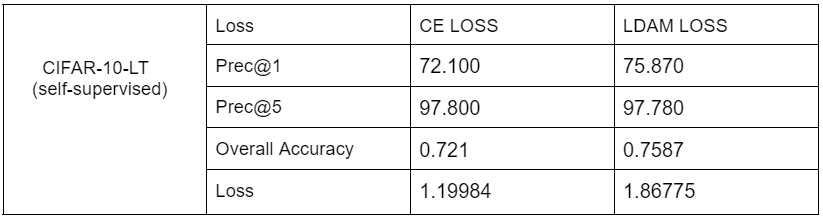 CIFAR-10-LT
(self-supervised)
Loss CE LOSS LDAM LOSS
Prec@1 72.100 75.870
Prec@5 97.800 97.780
Overall Accuracy 0.721 0.7587
Loss 1.19984 1.86775